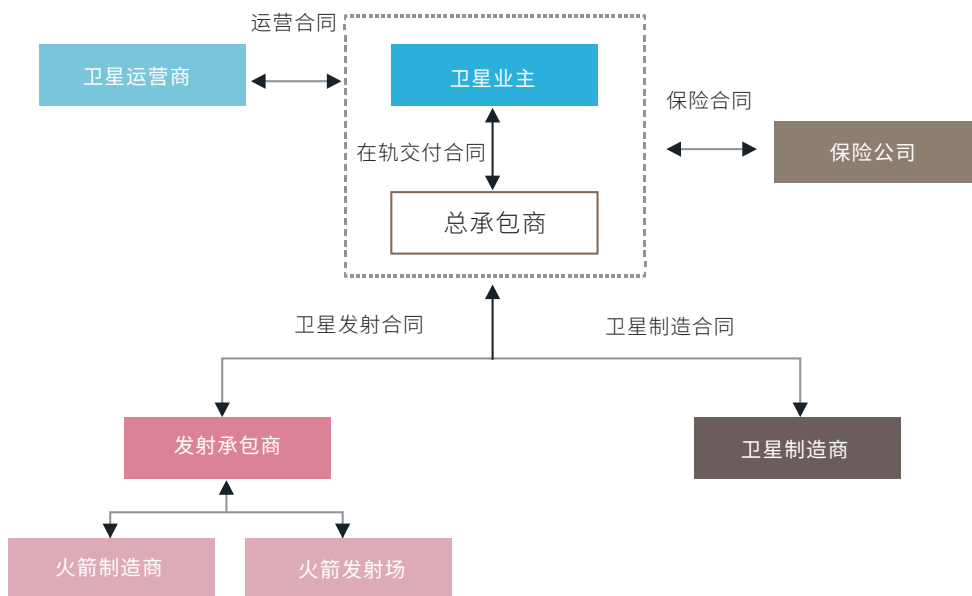 运营合同
卫星运营商
卫星业主
保险合同
保险公司
在轨交付合同
总承包商
卫星发射合同
卫星制造合同
发射承包商
卫星制造商
火箭制造商
火箭发射场